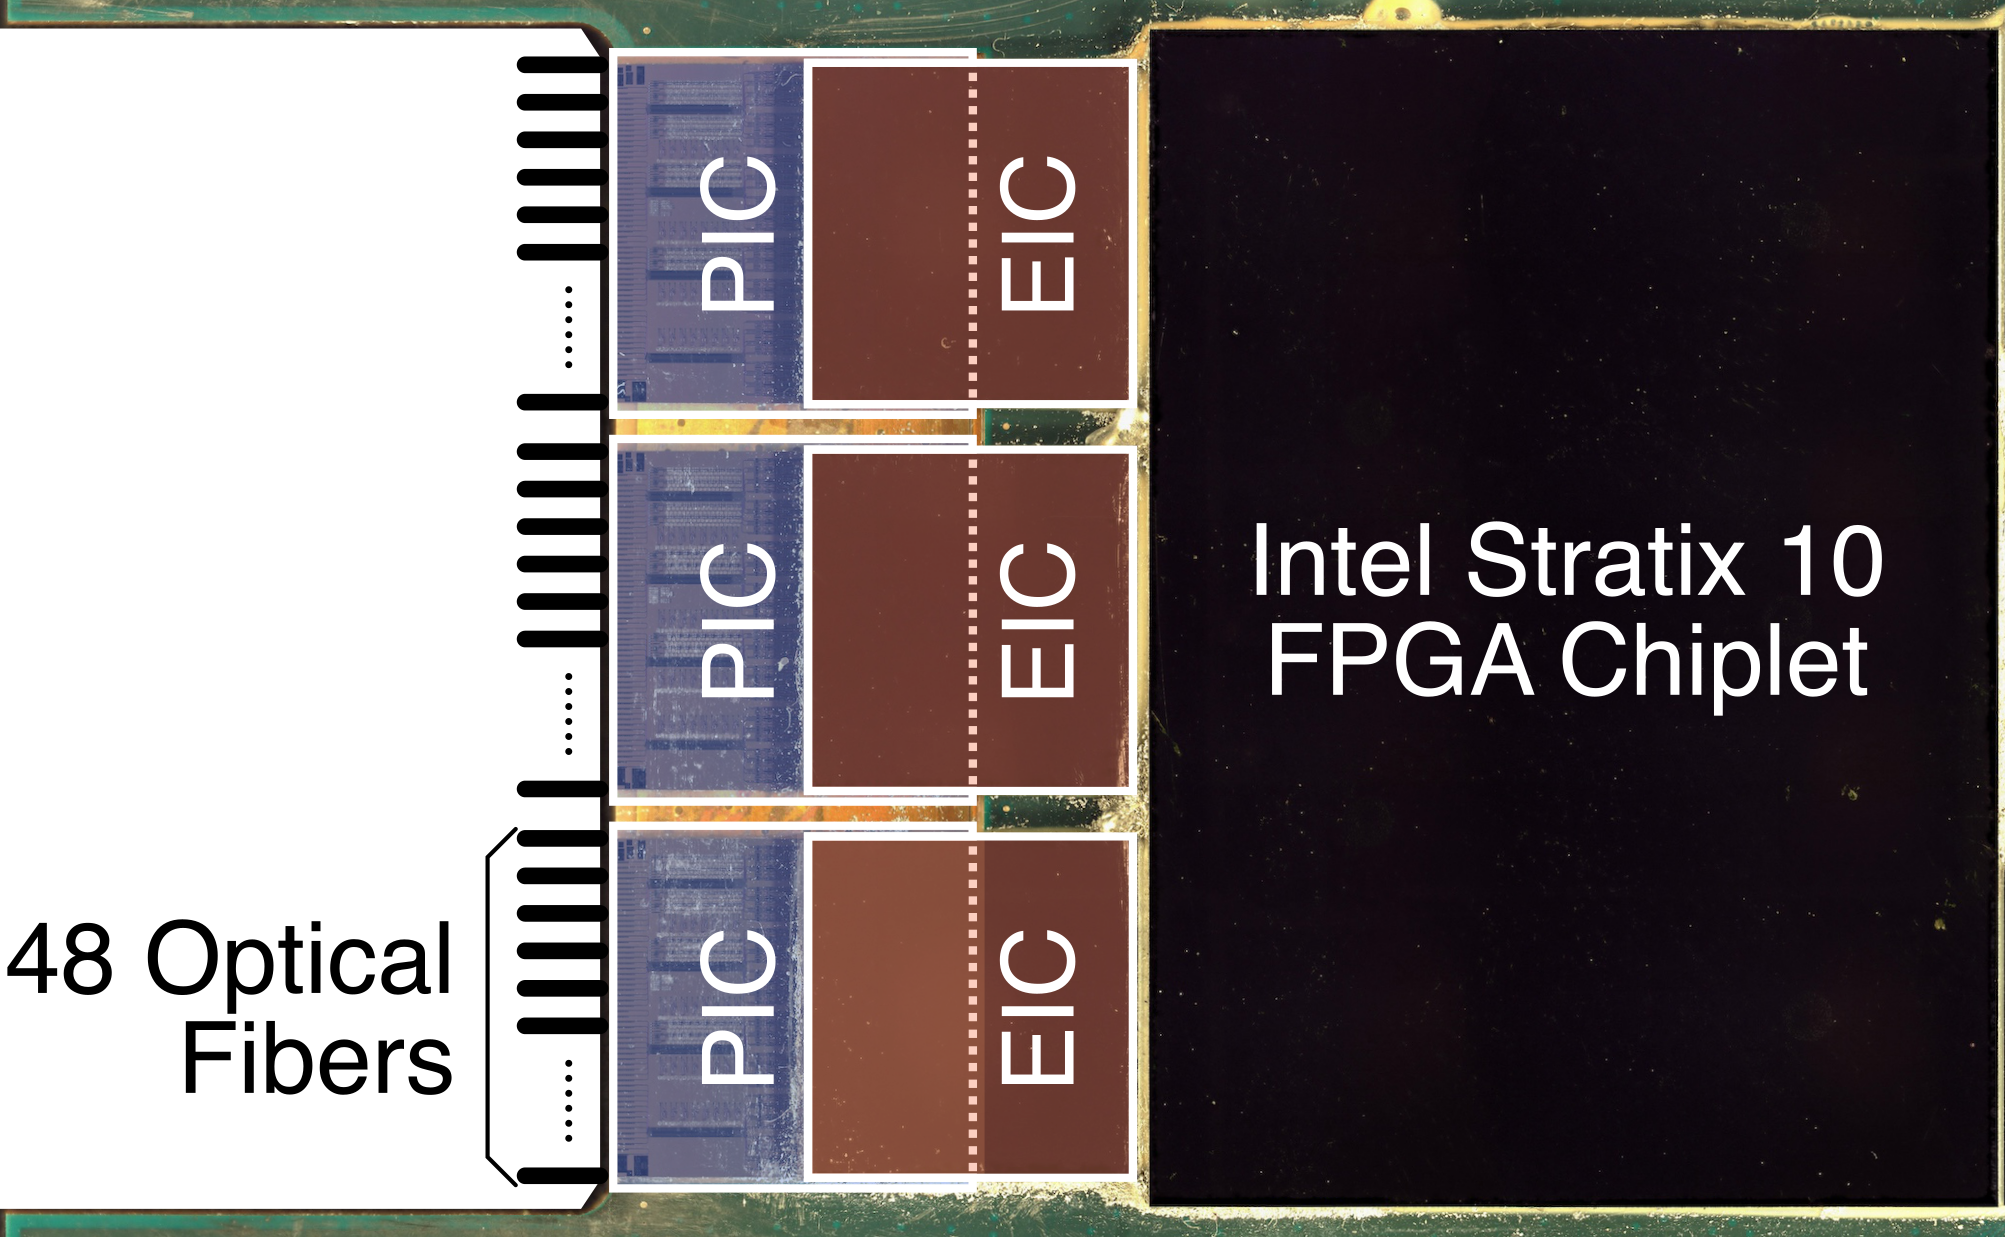 PIC
EIC
PIC
EIC
Intel Stratix 10
FPGA Chiplet
48 Optical
Fibers
PIC
EIC